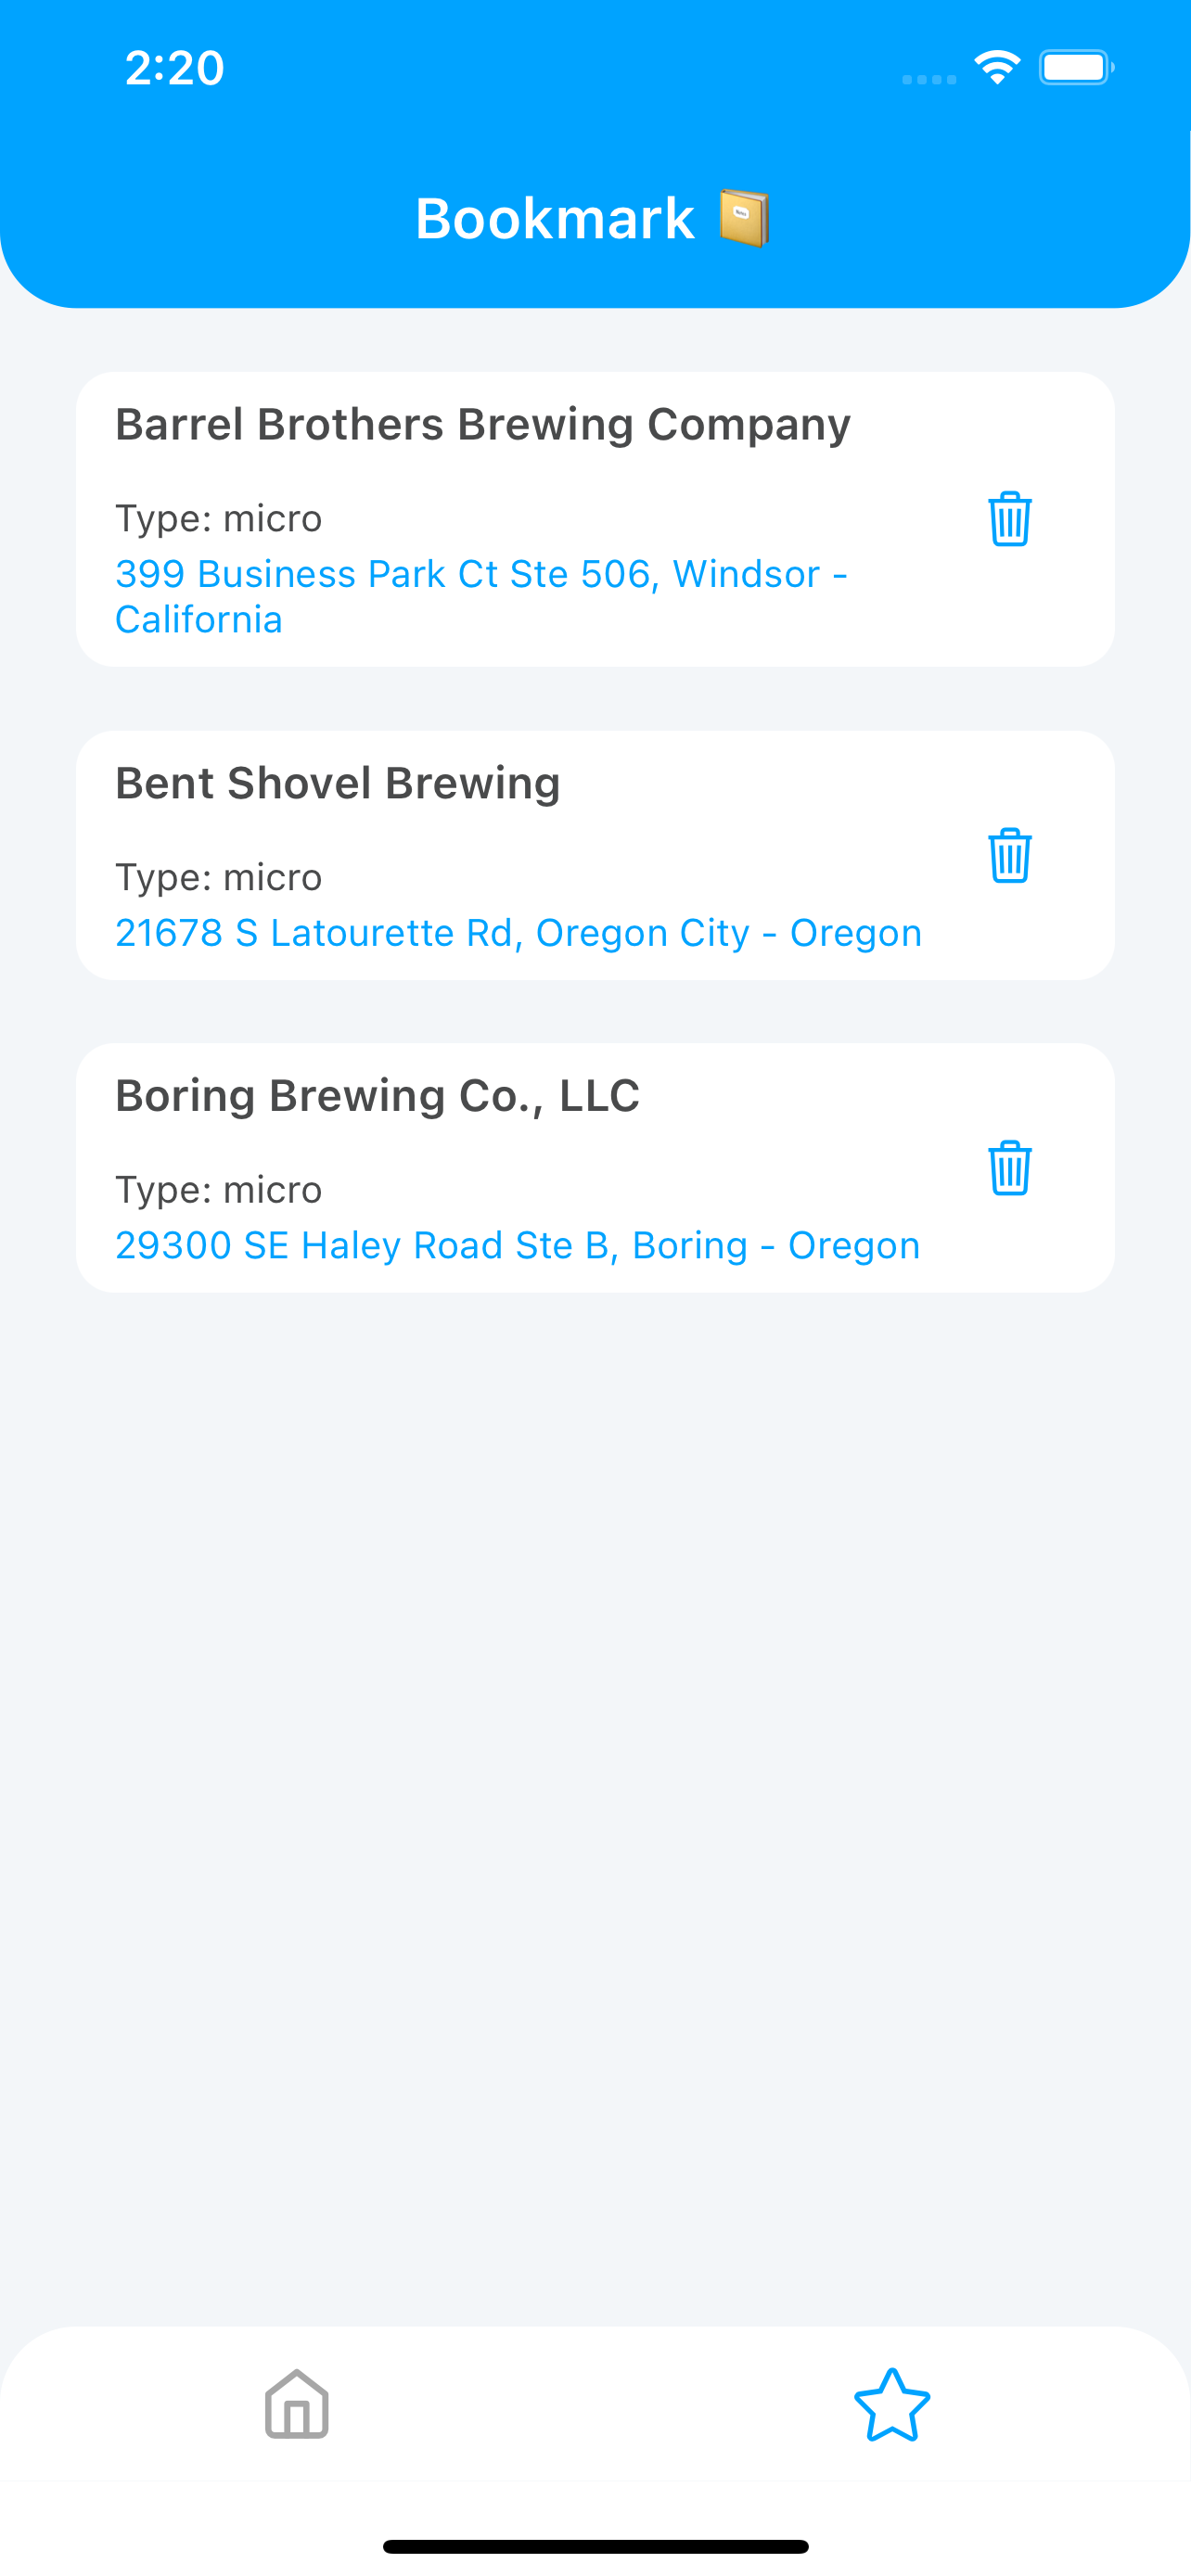 2:20
Bookmark
Barrel Brothers Brewing Company
Type: micro
399 Business Park Ct Ste 506, Windsor -
California
Bent Shovel Brewing
Type: micro
21678 S Latourette Rd, Oregon City - Oregon
Boring Brewing Co., LLC
Type: micro
29300 SE Haley Road Ste B, Boring - Oregon